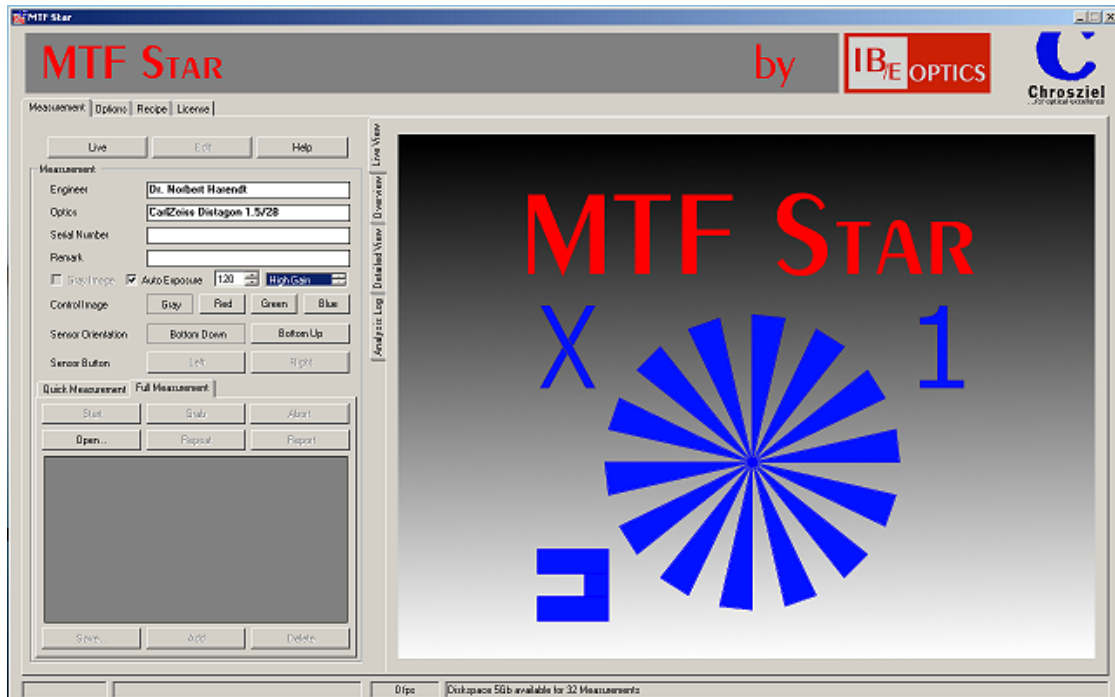 MTF Star
MTF STAR by IB/E OPTICS
Chrosziel
...for optical excellence
Measurement Options Recipe License
Live Edit Help
Measurement
Engineer Dr. Norbert Harendt
Optics CarlZeiss Distagon 1.5/28
Serial Number
Remark
Gray Image Auto Exposure 120 High Gain
Control Image Gray Red Green Blue
Sensor Orientation Bottom Down Bottom Up
Sensor Button Left Right
Quick Measurement Full Measurement
Start Grab Abort
Open... Repeat Report
Save... Add Delete
Live View
Overview
Detailed View
Analysis Log
MTF STAR
X 1
0 fps Diskspace 5Gb available for 32 Measurements